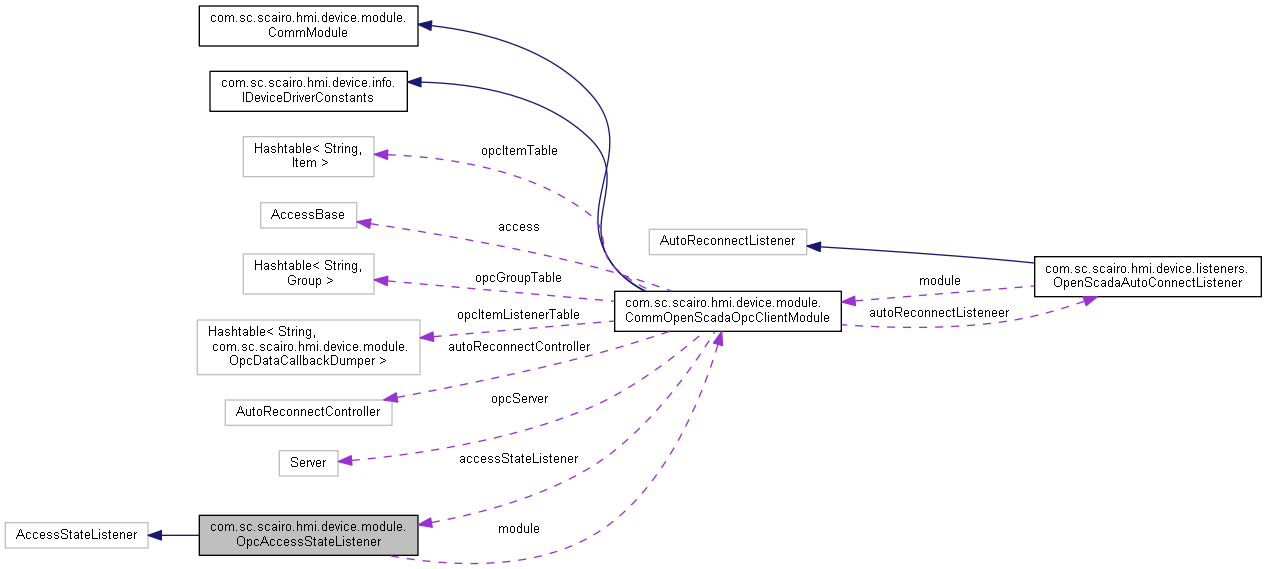 com.sc.scairo.hmi.device.module.
CommModule
com.sc.scairo.hmi.device.info.
IDeviceDriverConstants
Hashtable< String,
Item >
opcItemTable
AccessBase
access
AutoReconnectListener
Hashtable< String,
Group >
opcGroupTable
com.sc.scairo.hmi.device.listeners.
OpenScadaAutoConnectListener
module
com.sc.scairo.hmi.device.module.
CommOpenScadaOpcClientModule
autoReconnectListeneer
opcItemListenerTable
Hashtable< String,
com.sc.scairo.hmi.device.module.
OpcDataCallbackDumper >
autoReconnectController
AutoReconnectController
opcServer
Server
accessStateListener
com.sc.scairo.hmi.device.module.
OpcAccessStateListener
module
AccessStateListener